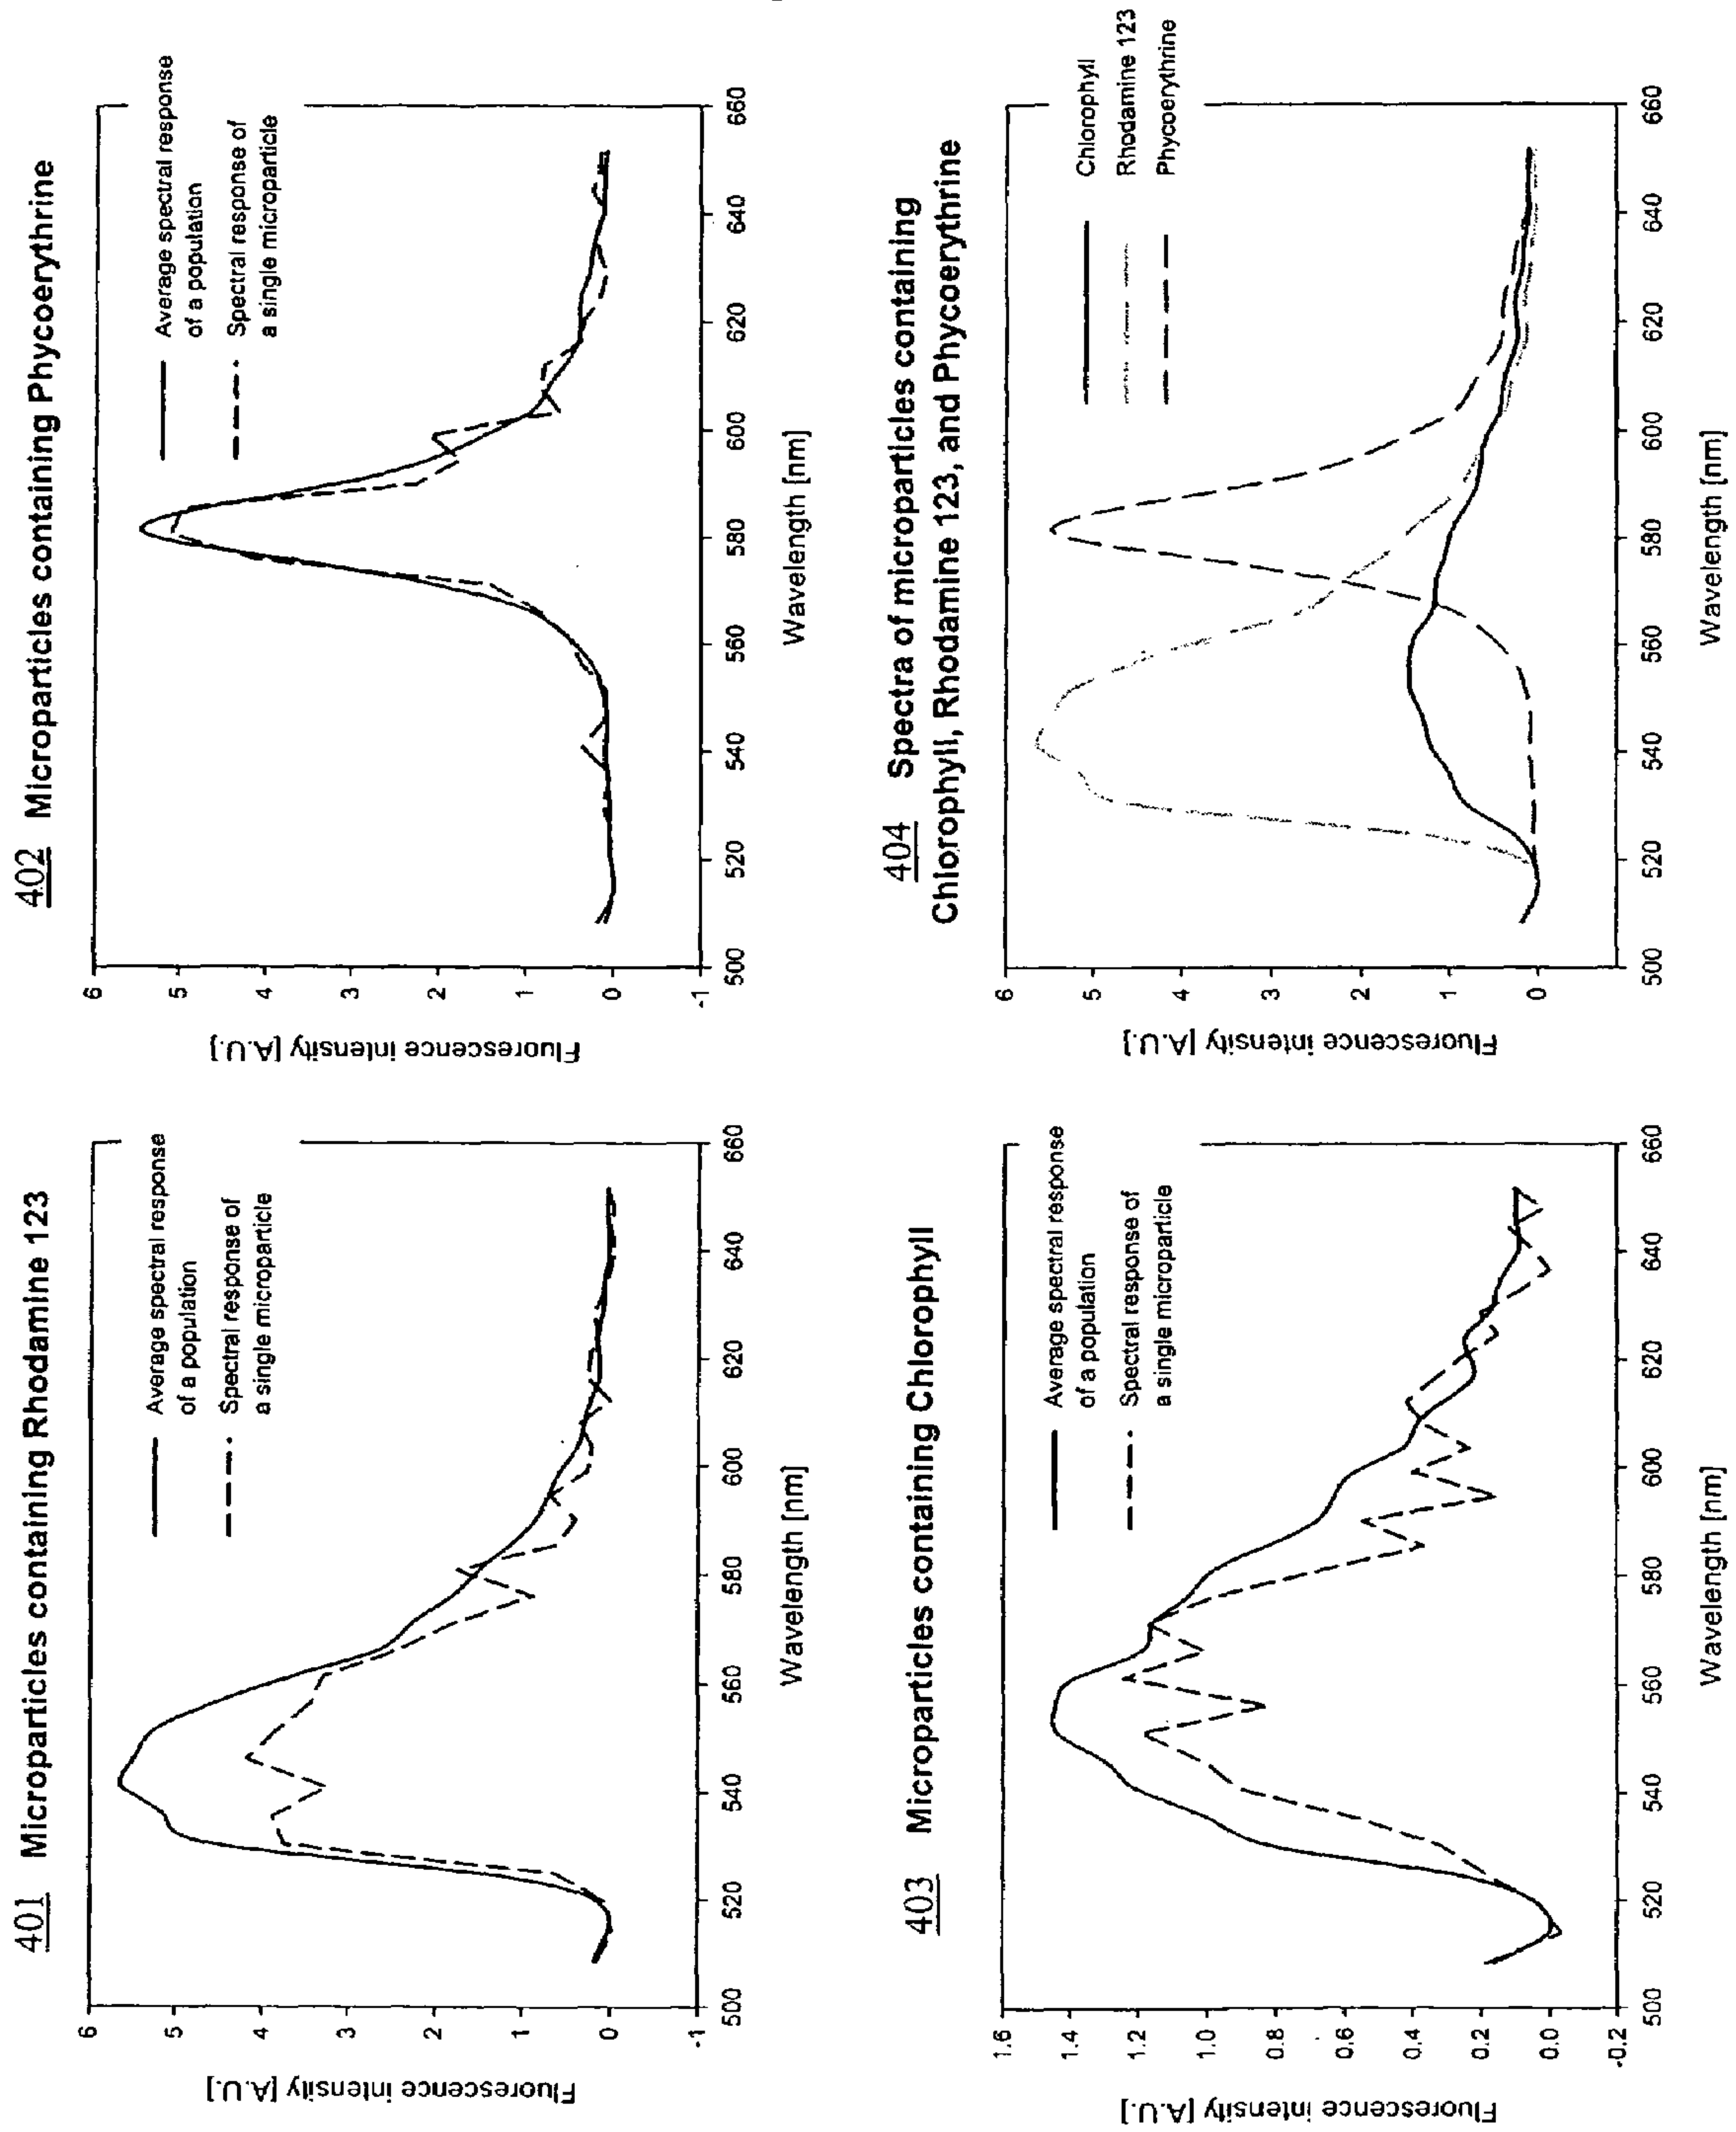 401 Microparticles containing Rhodamine 123
6
5
4
3
2
1
0
-1
Fluorescence intensity [A.U.]
500
520
540
560
580
600
620
640
660
Wavelength [nm]
Average spectral response
of a population
Spectral response of
a single microparticle
402 Microparticles containing Phycoerythrine
6
5
4
3
2
1
0
-1
Fluorescence intensity [A.U.]
500
520
540
560
580
600
620
640
660
Wavelength [nm]
Average spectral response
of a population
Spectral response of
a single microparticle
403 Microparticles containing Chlorophyll
1.6
1.4
1.2
1.0
0.8
0.6
0.4
0.2
0.0
-0.2
Fluorescence intensity [A.U.]
500
520
540
560
580
600
620
640
660
Wavelength [nm]
Average spectral response
of a population
Spectral response of
a single microparticle
404 Spectra of microparticles containing
Chlorophyll, Rhodamine 123, and Phycoerythrine
6
5
4
3
2
1
0
Fluorescence intensity [A.U.]
500
520
540
560
580
600
620
640
660
Wavelength [nm]
Chlorophyll
Rhodamine 123
Phycoerythrine